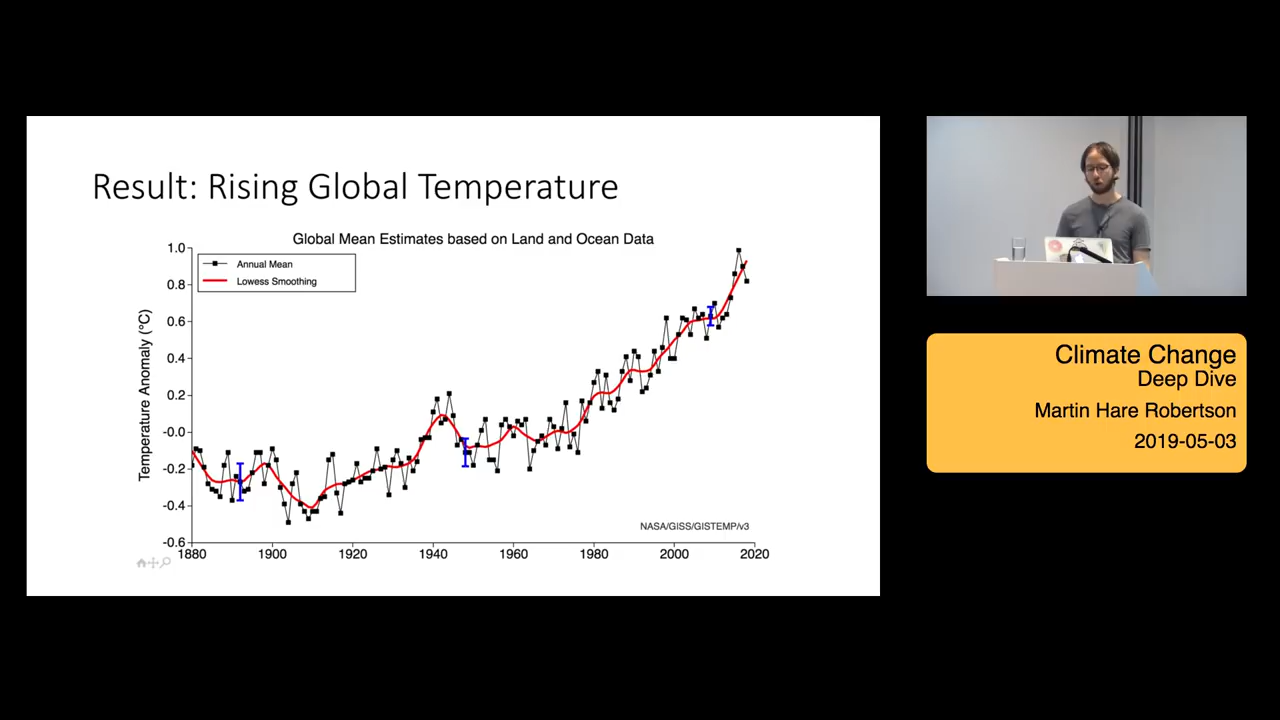 Result: Rising Global Temperature
Global Mean Estimates based on Land and Ocean Data
Annual Mean
Lowess Smoothing
Temperature Anomaly (°C)
1.0
0.8
0.6
0.4
0.2
-0.0
-0.2
-0.4
-0.6
NASA/GISS/GISTEMP/v3
1880 1900 1920 1940 1960 1980 2000 2020
Climate Change
Deep Dive
Martin Hare Robertson
2019-05-03